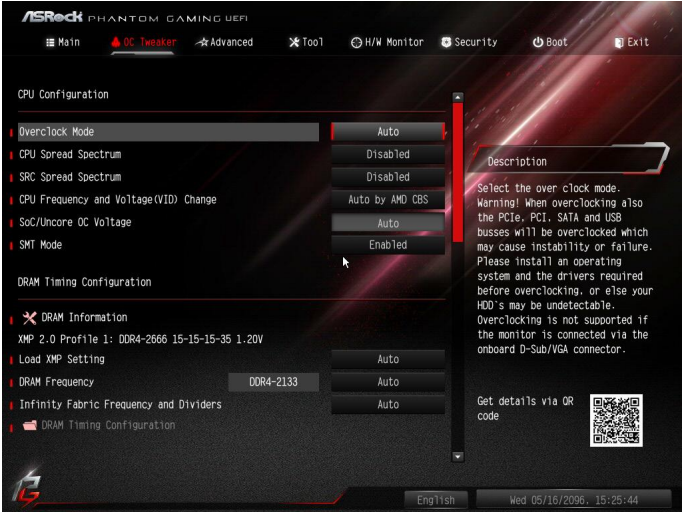 ASRock PHANTOM GAMING UEFI
Main OC Tweaker Advanced Tool H/W Monitor Security Boot Exit
CPU Configuration
Overclock Mode Auto
CPU Spread Spectrum Disabled
SRC Spread Spectrum Disabled
CPU Frequency and Voltage(VID) Change Auto by AMD CBS
SoC/Uncore OC Voltage Auto
SMT Mode Enabled
DRAM Timing Configuration
DRAM Information
XMP 2.0 Profile 1: DDR4-2666 15-15-15-35 1.20V
Load XMP Setting Auto
DRAM Frequency DDR4-2133 Auto
Infinity Fabric Frequency and Dividers Auto
DRAM Timing Configuration
Description
Select the over clock mode.
Warning! When overclocking also
the PCIe, PCI, SATA and USB
busses will be overclocked which
may cause instability or failure.
Please install an operating
system and the drivers required
before overclocking, or else your
HDD`s may be undetectable.
Overclocking is not supported if
the monitor is connected via the
onboard D-Sub/VGA connector.
Get details via QR
code
English Wed 05/16/2096, 15:25:44